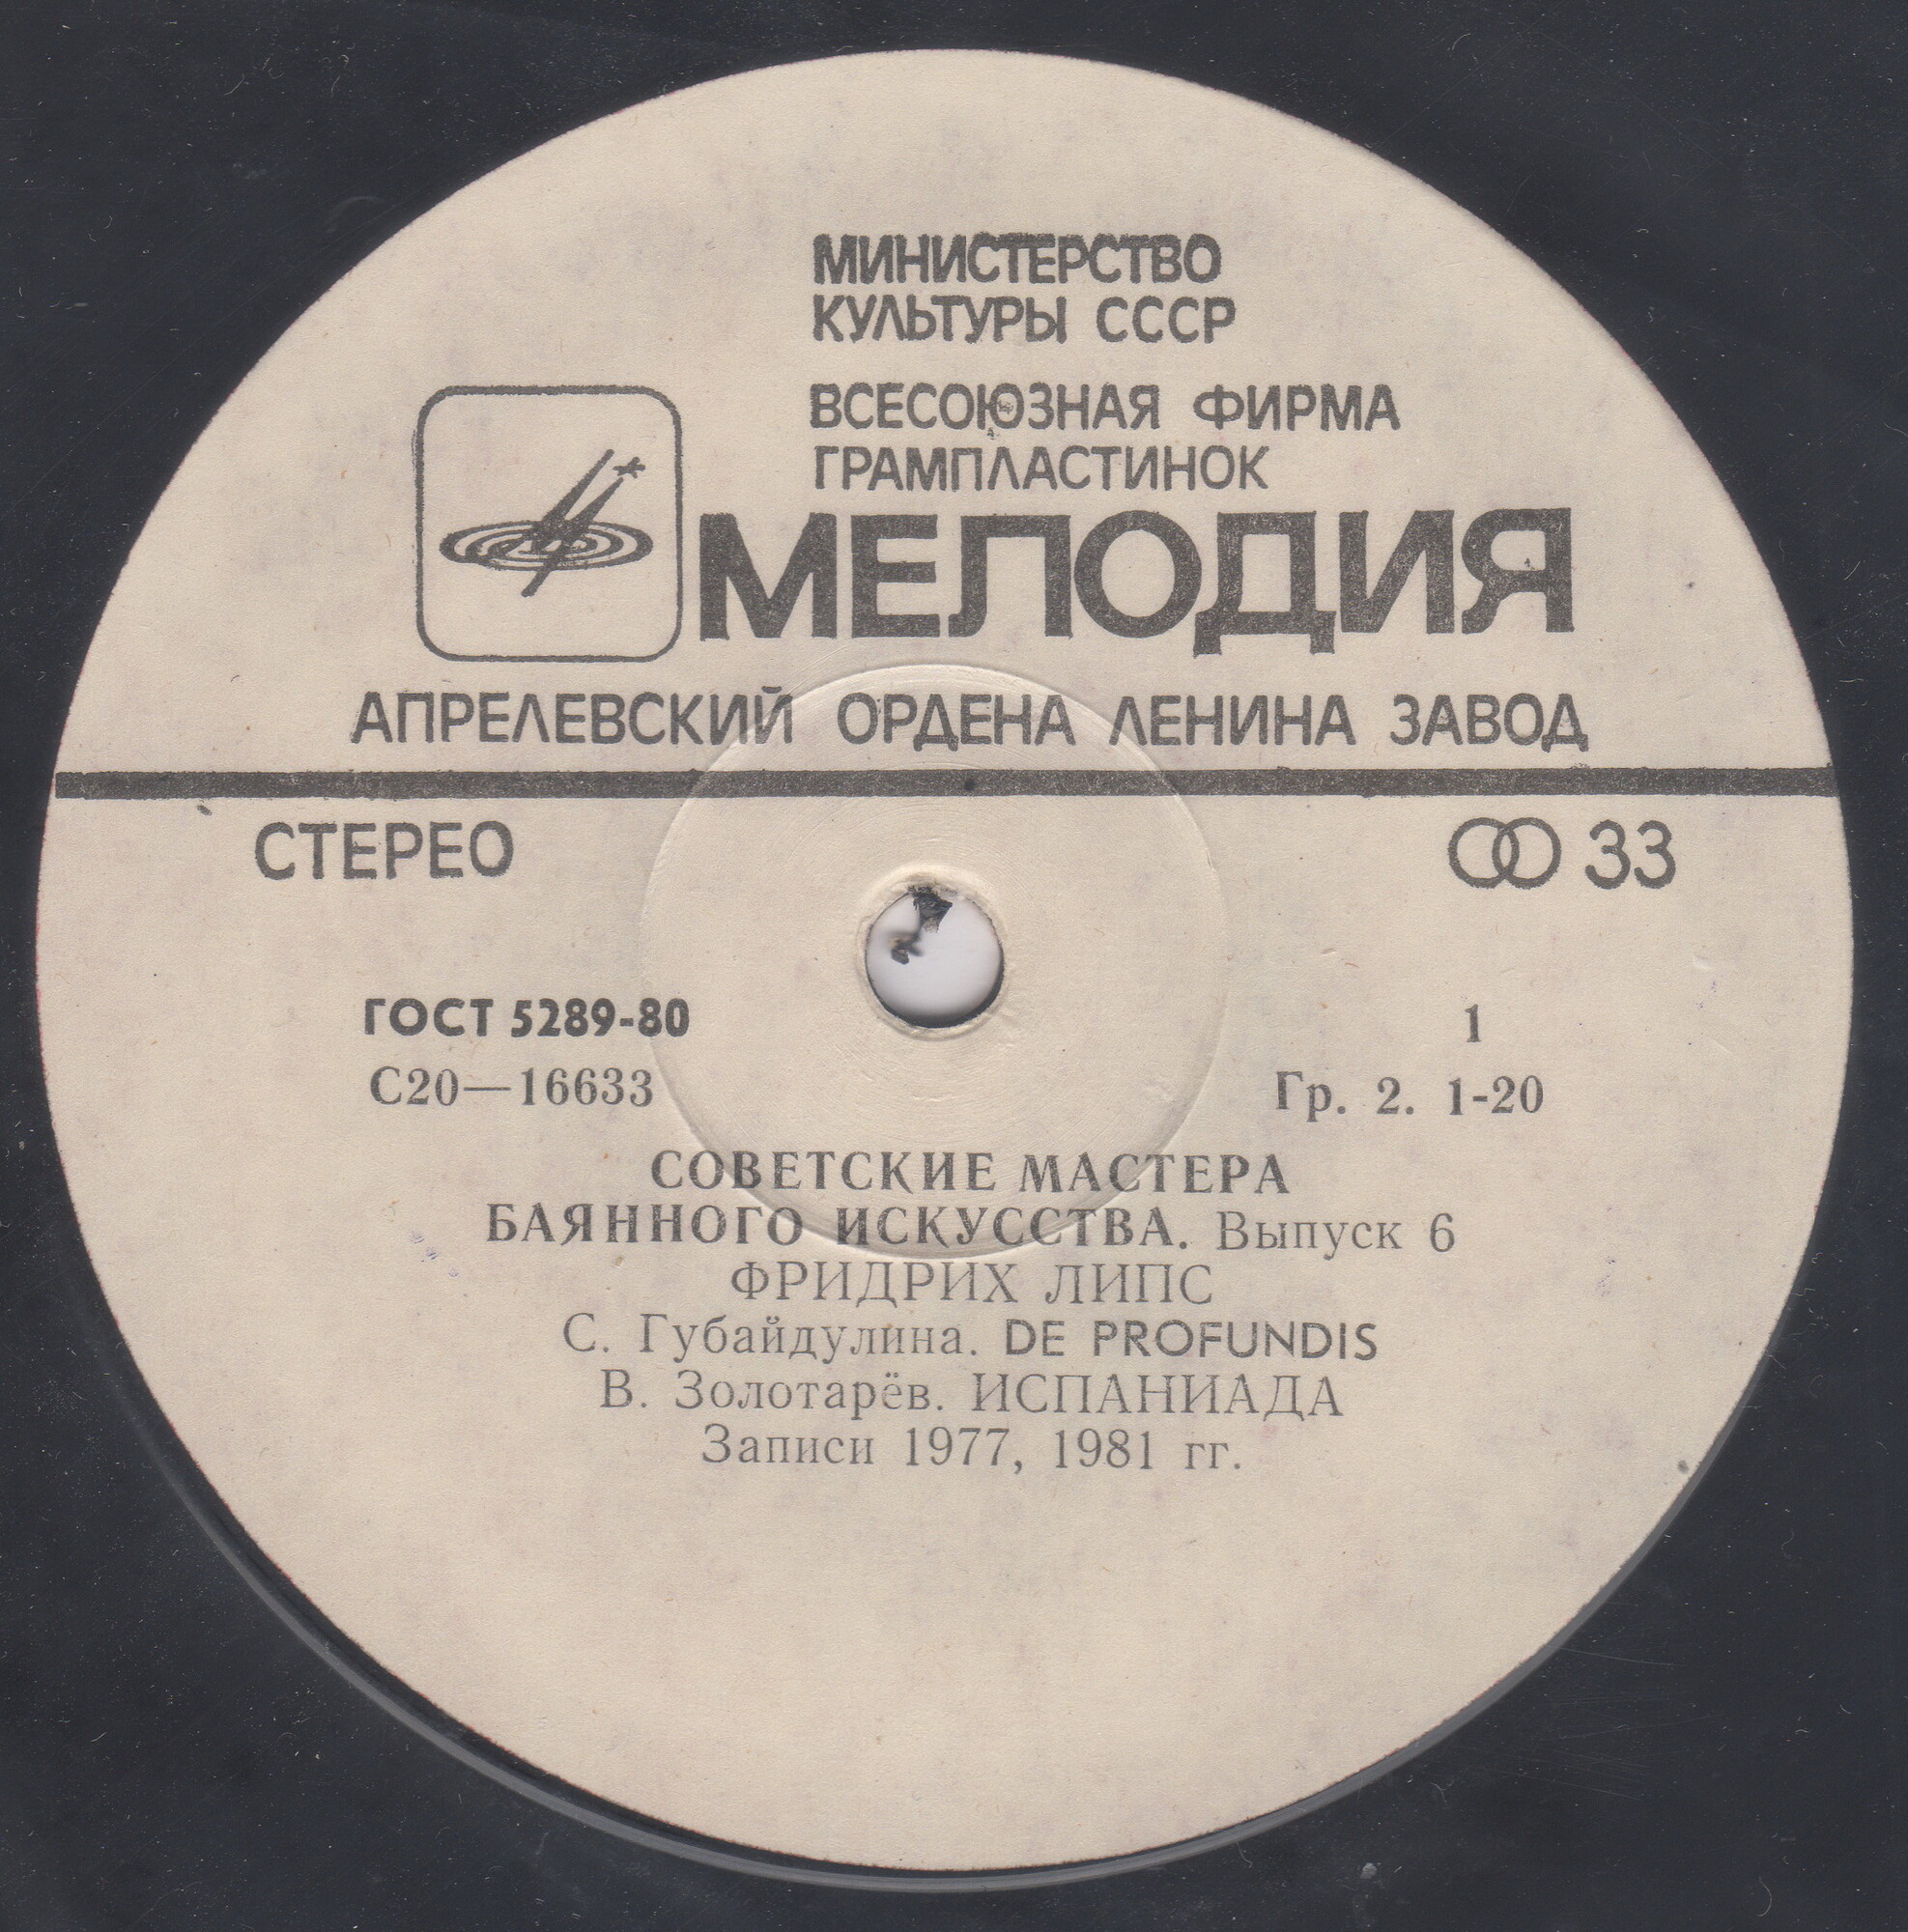 МИНИСТЕРСТВО
КУЛЬТУРЫ СССР
ВСЕСОЮЗНАЯ ФИРМА
ГРАМПЛАСТИНОК
МЕЛОДИЯ
АПРЕЛЕВСКИЙ ОРДЕНА ЛЕНИНА ЗАВОД
СТЕРЕО 33
ГОСТ 5289-80 1
С20—16633 Гр. 2. 1-20
СОВЕТСКИЕ МАСТЕРА
БАЯННОГО ИСКУССТВА. Выпуск 6
ФРИДРИХ ЛИПС
С. Губайдулина. DE PROFUNDIS
В. Золотарёв. ИСПАНИАДА
Записи 1977, 1981 гг.